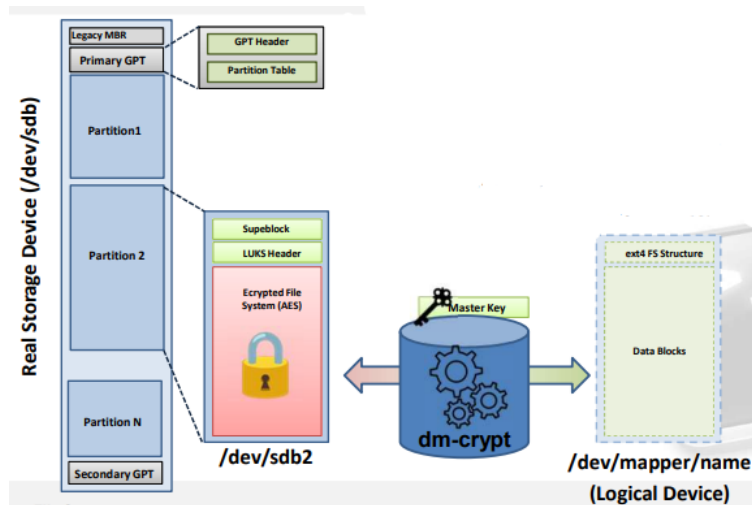 Real Storage Device (/dev/sdb)
Legacy MBR
Primary GPT
GPT Header
Partition Table
Partition1
Partition 2
Partition N
Secondary GPT
Supeblock
LUKS Header
Ecrypted File
System (AES)
/dev/sdb2
Master Key
dm-crypt
ext4 FS Structure
Data Blocks
/dev/mapper/name
(Logical Device)